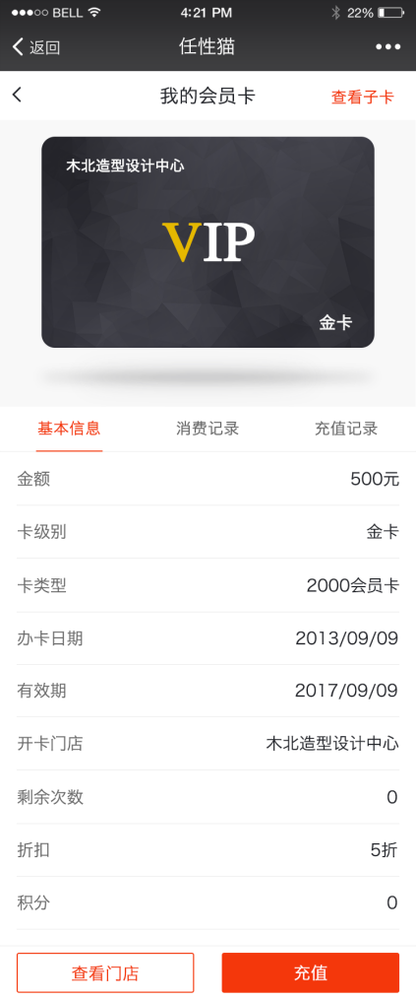 BELL 4:21 PM 22%
返回 任性猫
我的会员卡 查看子卡
木北造型设计中心
VIP
金卡
基本信息 消费记录 充值记录
金额 500元
卡级别 金卡
卡类型 2000会员卡
办卡日期 2013/09/09
有效期 2017/09/09
开卡门店 木北造型设计中心
剩余次数 0
折扣 5折
积分 0
查看门店 充值